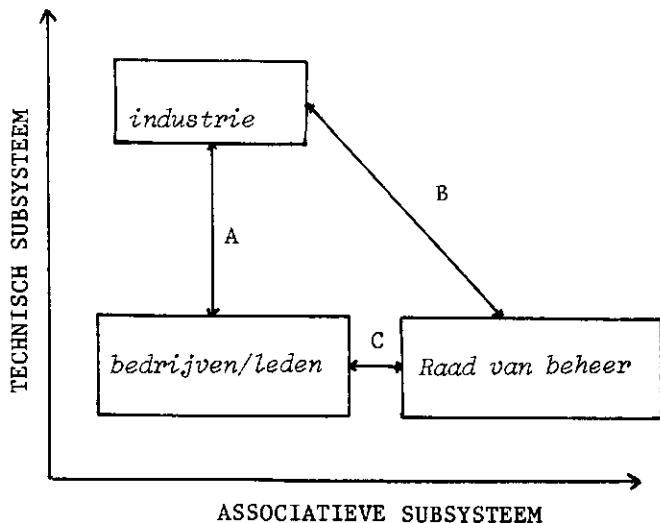 TECHNISCH SUBSYSTEEM
industrie
B
A
C
bedrijven/leden
Raad van beheer
ASSOCIATIEVE SUBSYSTEEM